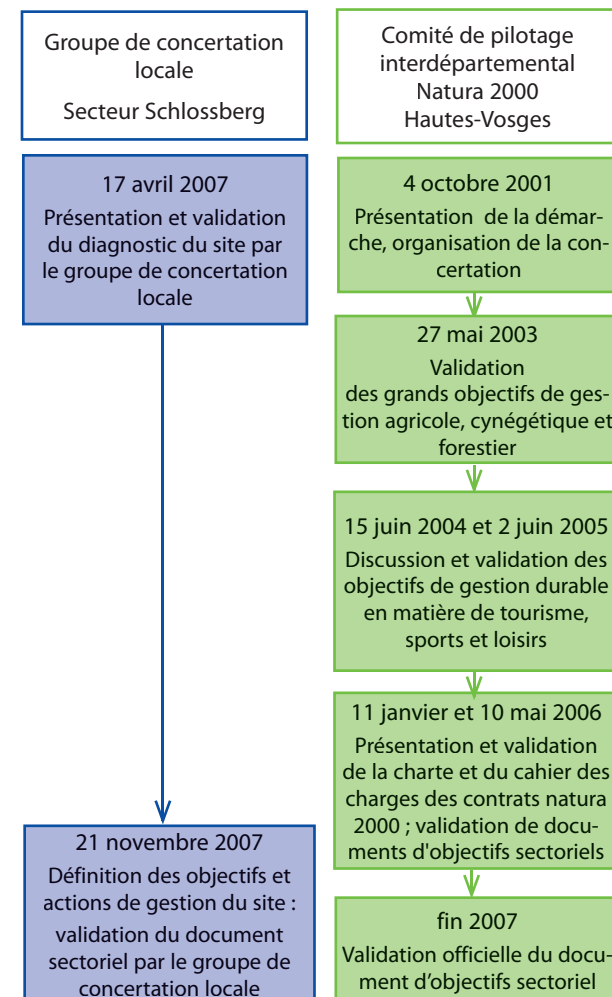 Groupe de concertation
locale
Secteur Schlossberg
17 avril 2007
Présentation et validation
du diagnostic du site par
le groupe de concertation
locale
21 novembre 2007
Définition des objectifs et
actions de gestion du site :
validation du document
sectoriel par le groupe de
concertation locale
Comité de pilotage
interdépartemental
Natura 2000
Hautes-Vosges
4 octobre 2001
Présentation de la démar-
che, organisation de la con-
certation
27 mai 2003
Validation
des grands objectifs de ges-
tion agricole, cynégétique et
forestier
15 juin 2004 et 2 juin 2005
Discussion et validation des
objectifs de gestion durable
en matière de tourisme,
sports et loisirs
11 janvier et 10 mai 2006
Présentation et validation
de la charte et du cahier des
charges des contrats natura
2000 ; validation de docu-
ments d'objectifs sectoriels
fin 2007
Validation officielle du docu-
ment d’objectifs sectoriel